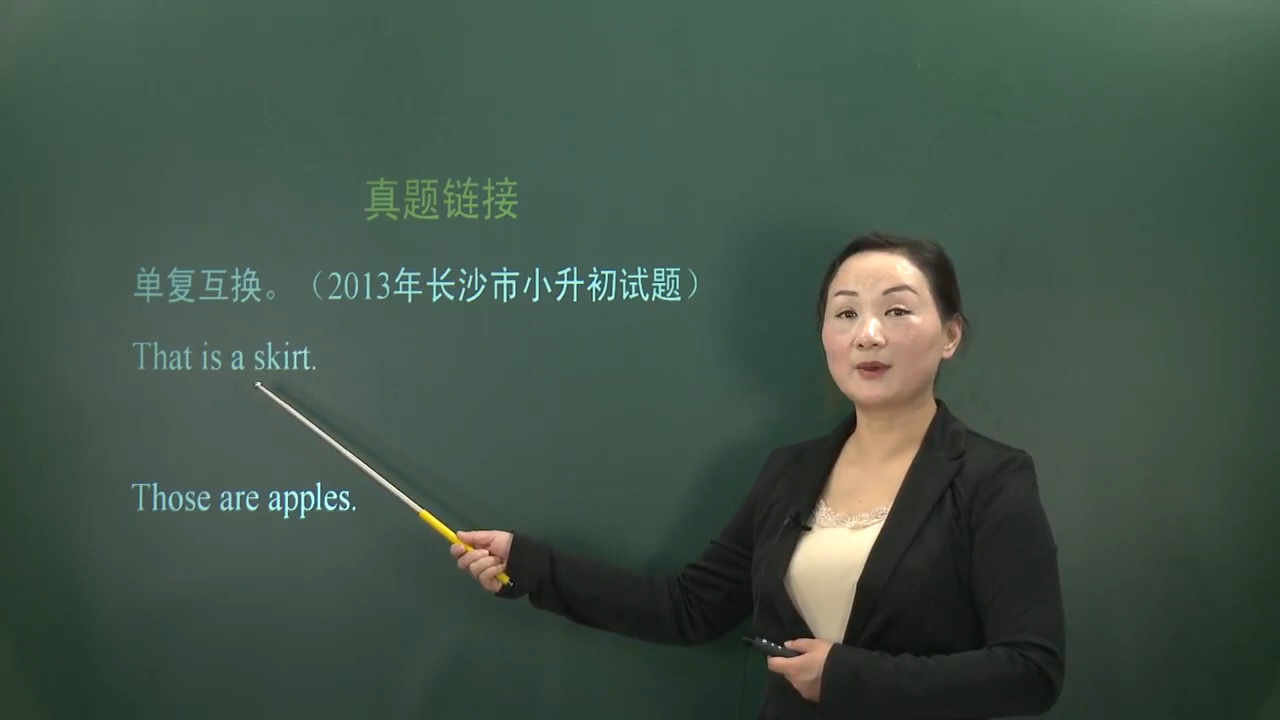 真题链接
单复互换。（2013年长沙市小升初试题）
That is a skirt.
Those are apples.